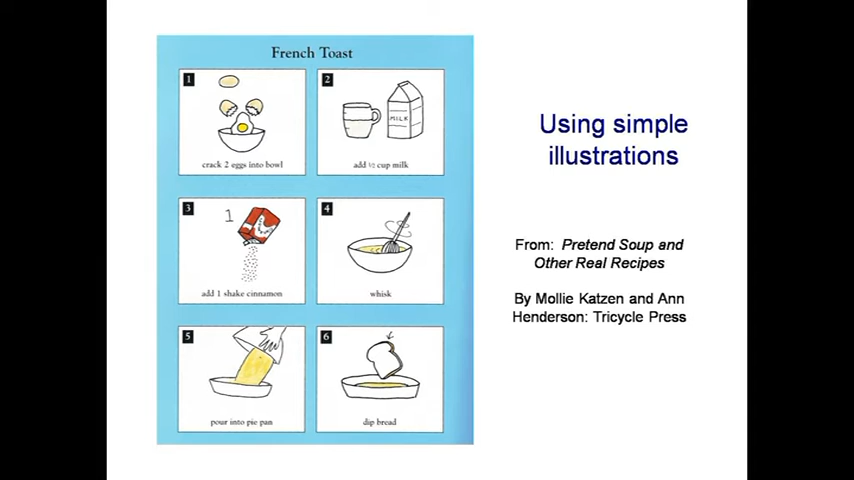 French Toast
1
crack 2 eggs into bowl
2
MILK
add ½ cup milk
3
1
add 1 shake cinnamon
4
whisk
5
pour into pie pan
6
dip bread
Using simple
illustrations
From: Pretend Soup and
Other Real Recipes
By Mollie Katzen and Ann
Henderson: Tricycle Press